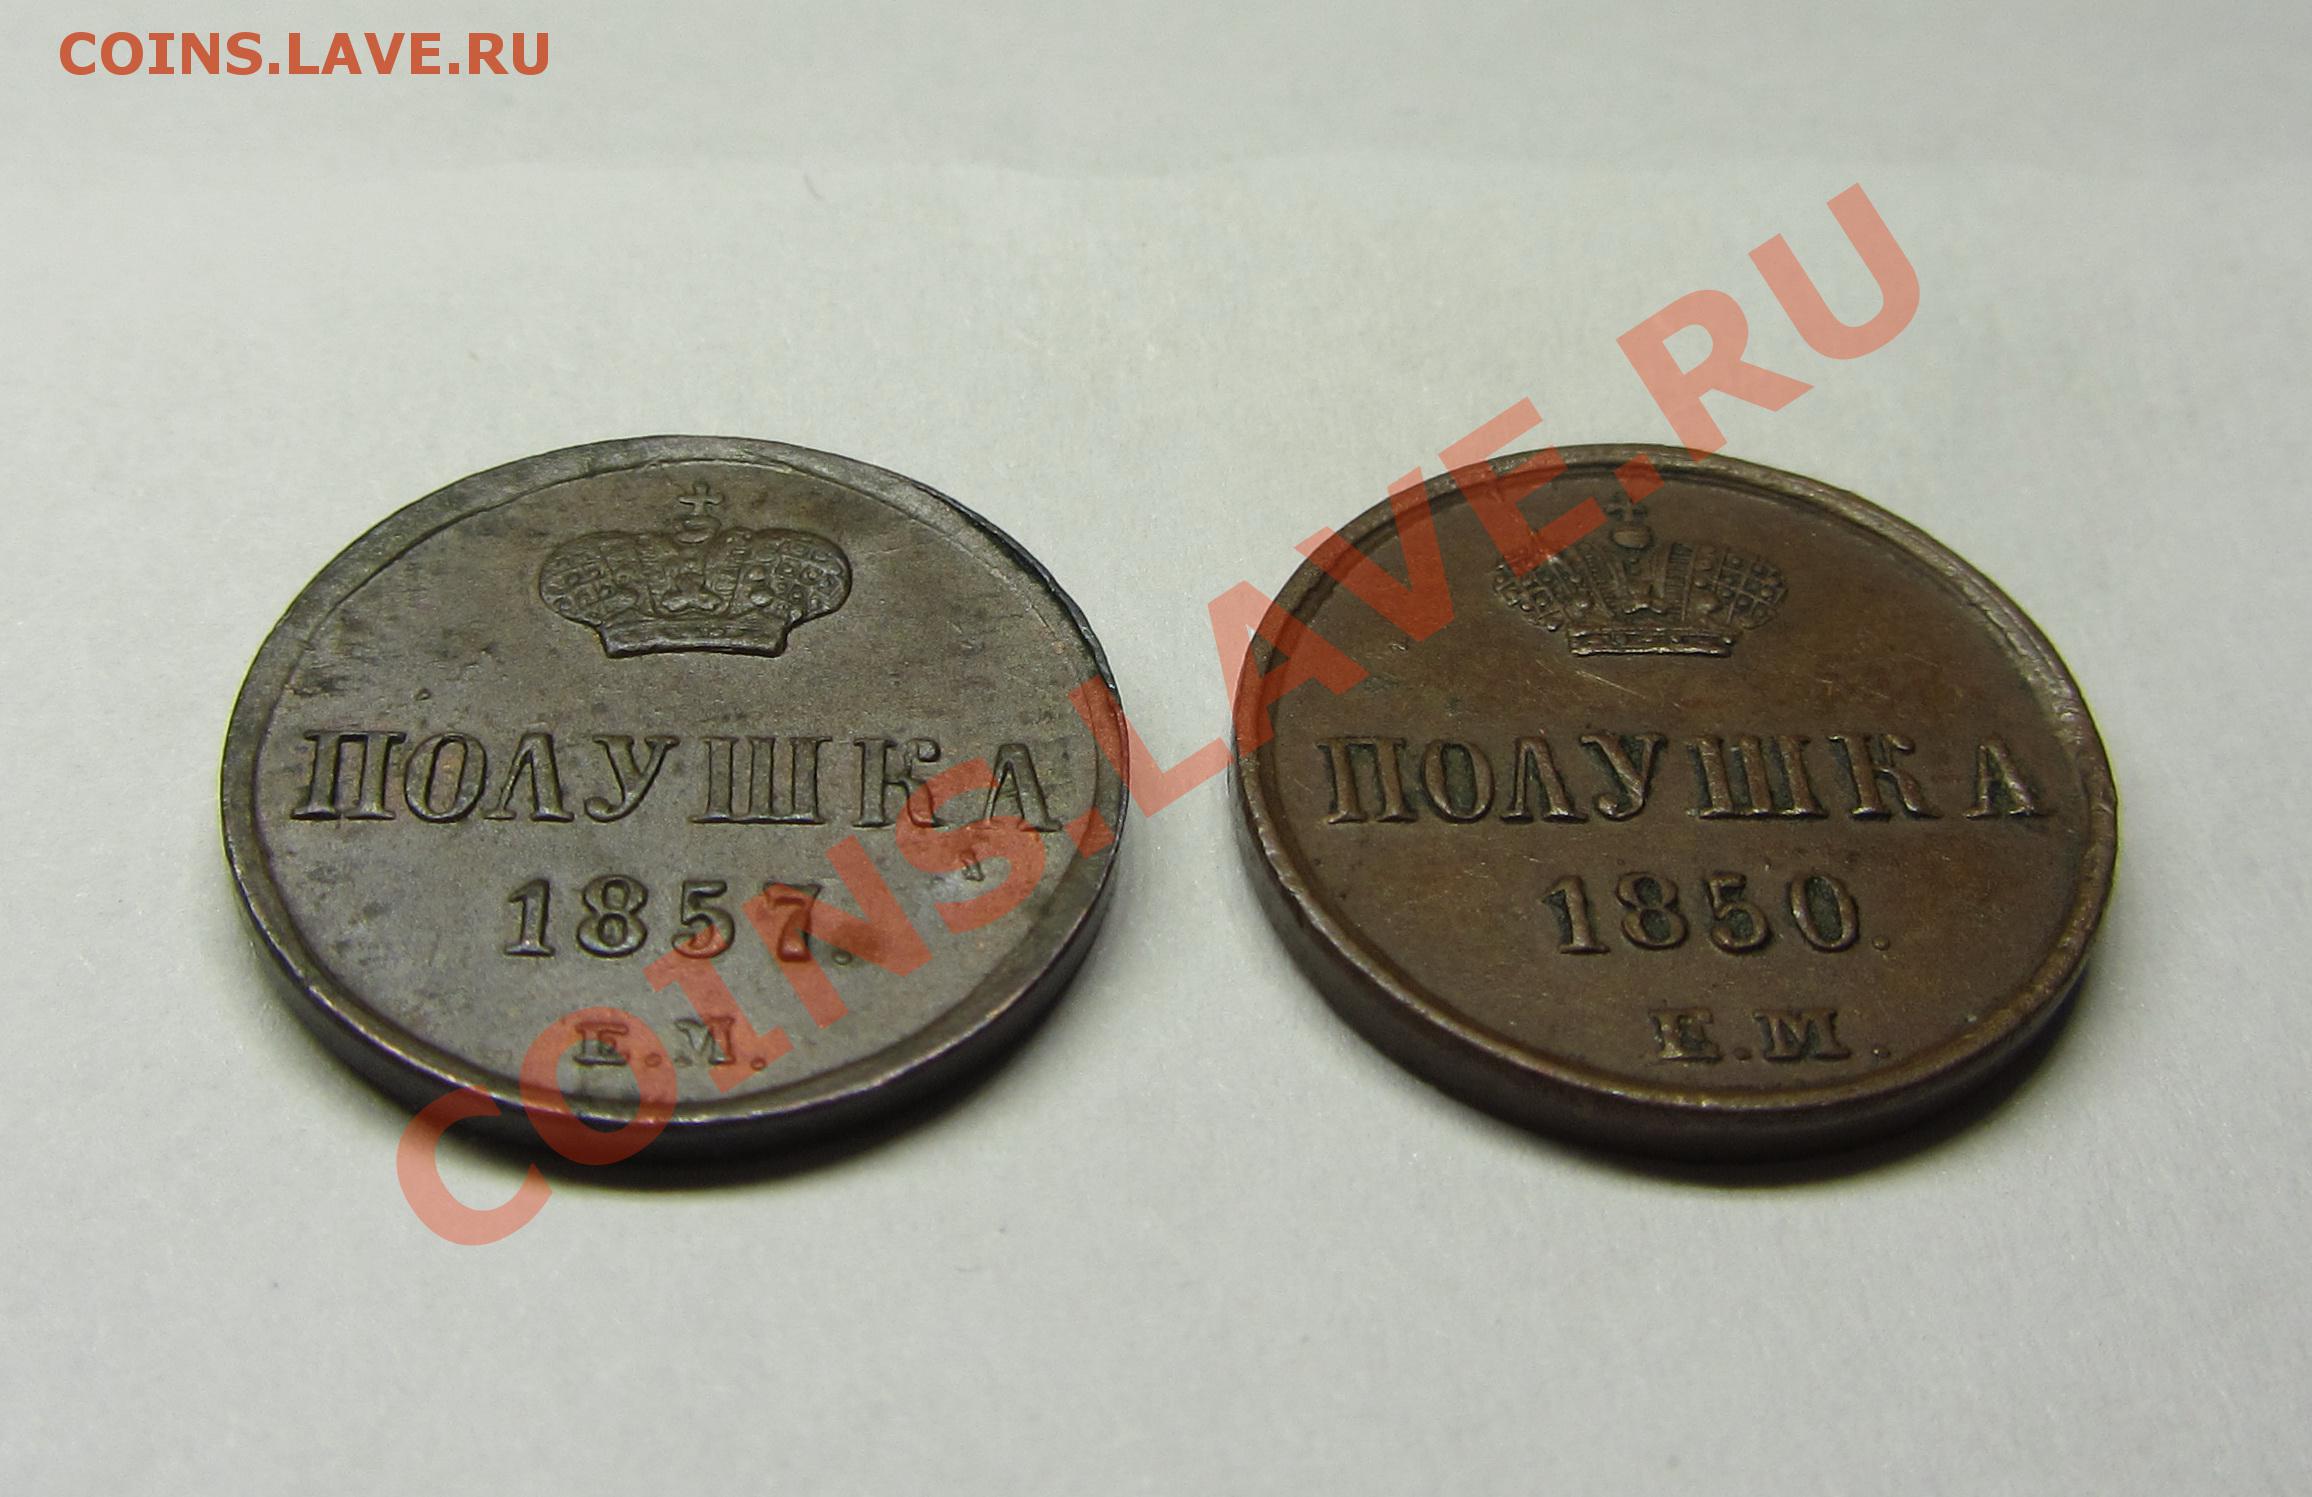 COINS.LAVE.RU
ПОЛУШКА
1857.
Е.М.
ПОЛУШКА
1850.
Е.М.
COINS.LAVE.RU